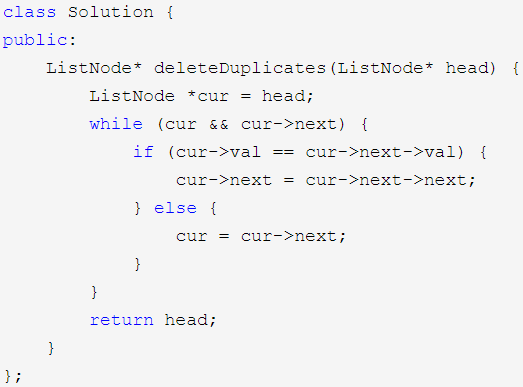 class Solution {
public:
    ListNode* deleteDuplicates(ListNode* head) {
        ListNode *cur = head;
        while (cur && cur->next) {
            if (cur->val == cur->next->val) {
                cur->next = cur->next->next;
            } else {
                cur = cur->next;
            }
        }
        return head;
    }
};